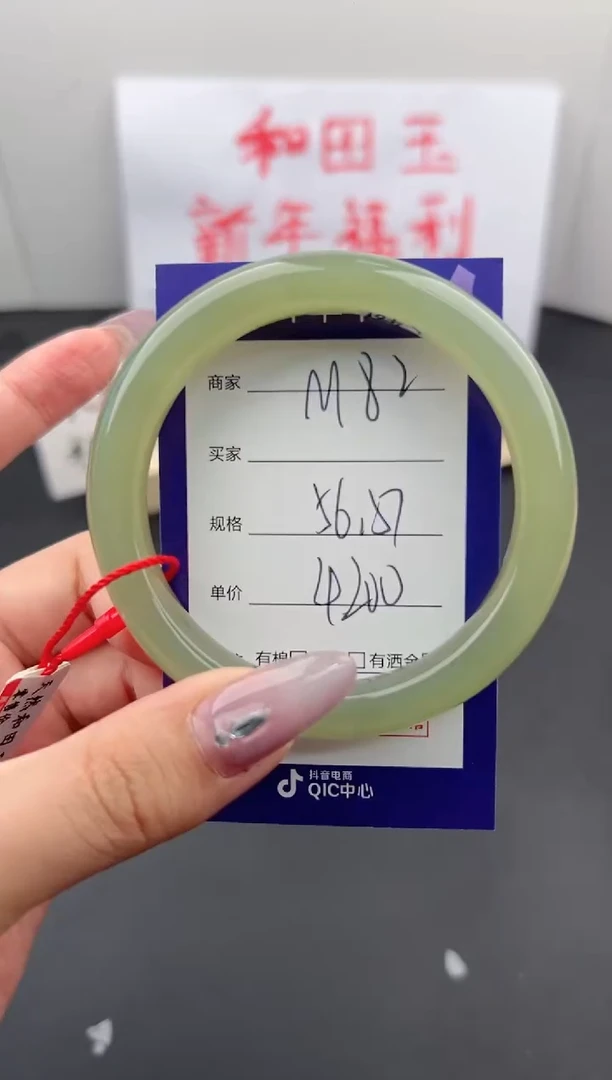 和田玉
新年福利
商家 M82
买家
规格 56.87
单价 4200
有棉□ □有洒金
抖音电商
QIC中心